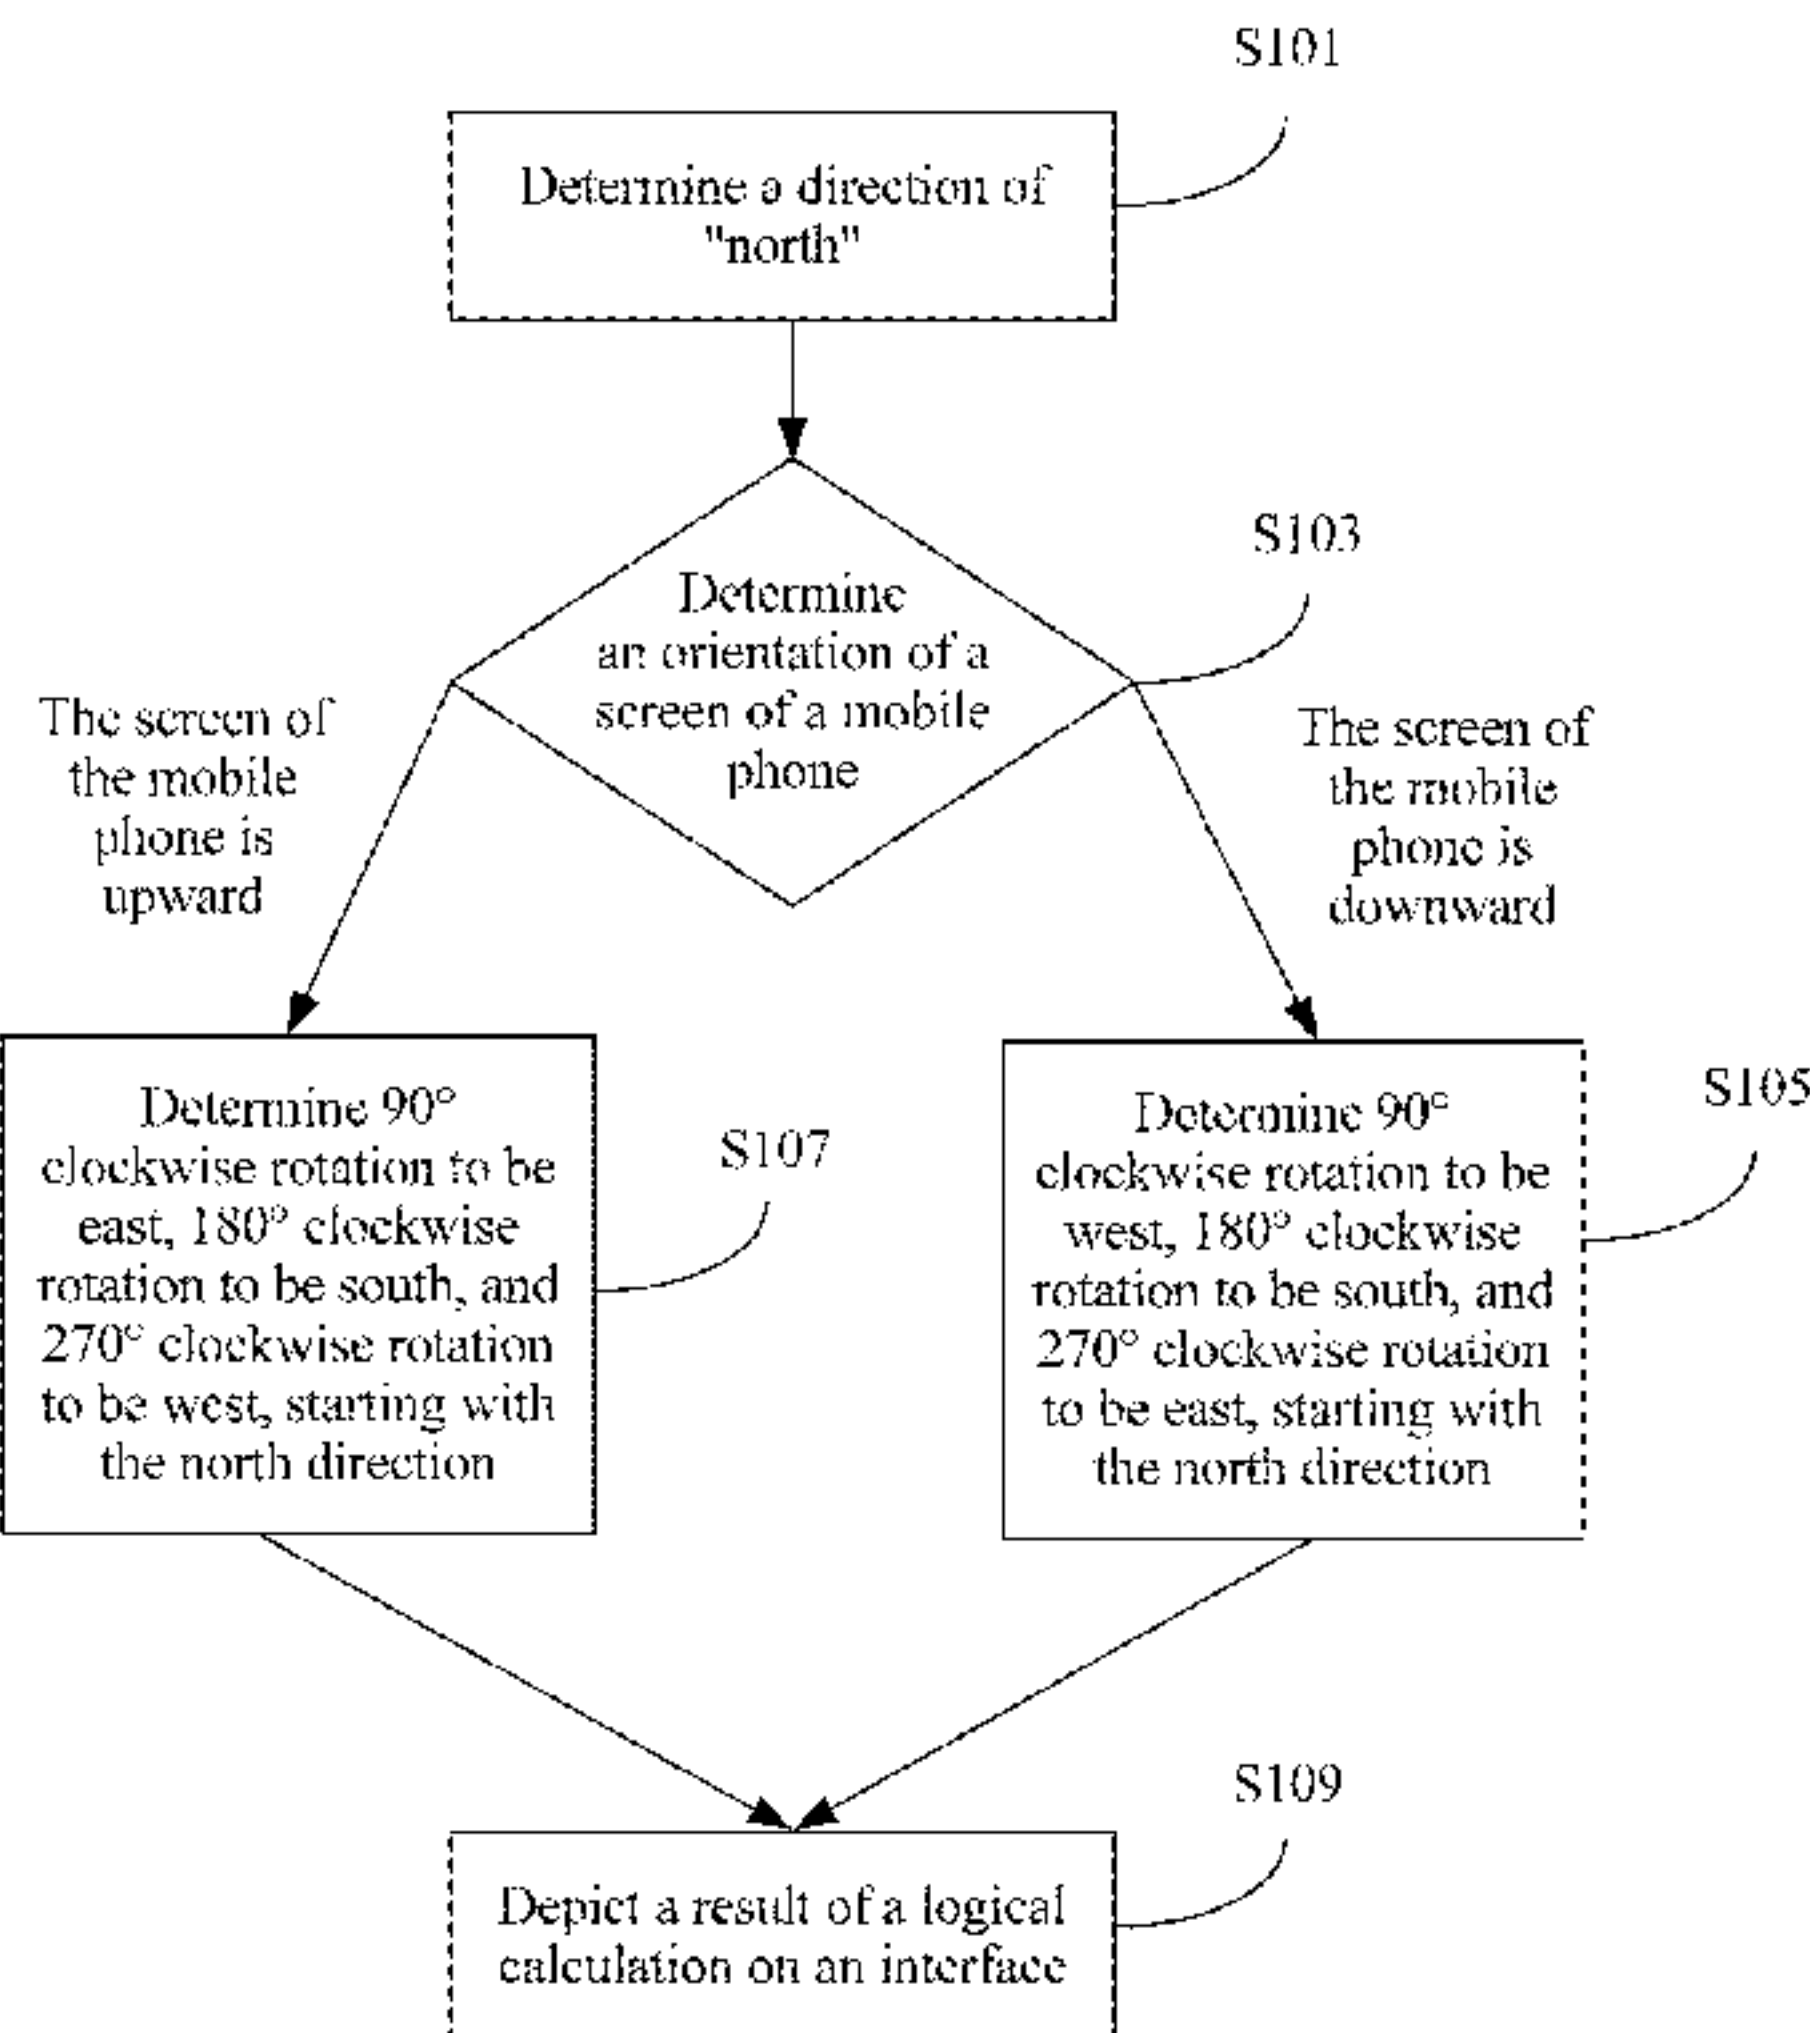 S101
Determine a direction of
"north"
S103
Determine
an orientation of a
screen of a mobile
phone
The screen of
the mobile
phone is
upward
The screen of
the mobile
phone is
downward
Determine 90°
clockwise rotation to be
east, 180° clockwise
rotation to be south, and
270° clockwise rotation
to be west, starting with
the north direction
S107
Determine 90°
clockwise rotation to be
west, 180° clockwise
rotation to be south, and
270° clockwise rotation
to be east, starting with
the north direction
S105
S109
Depict a result of a logical
calculation on an interface